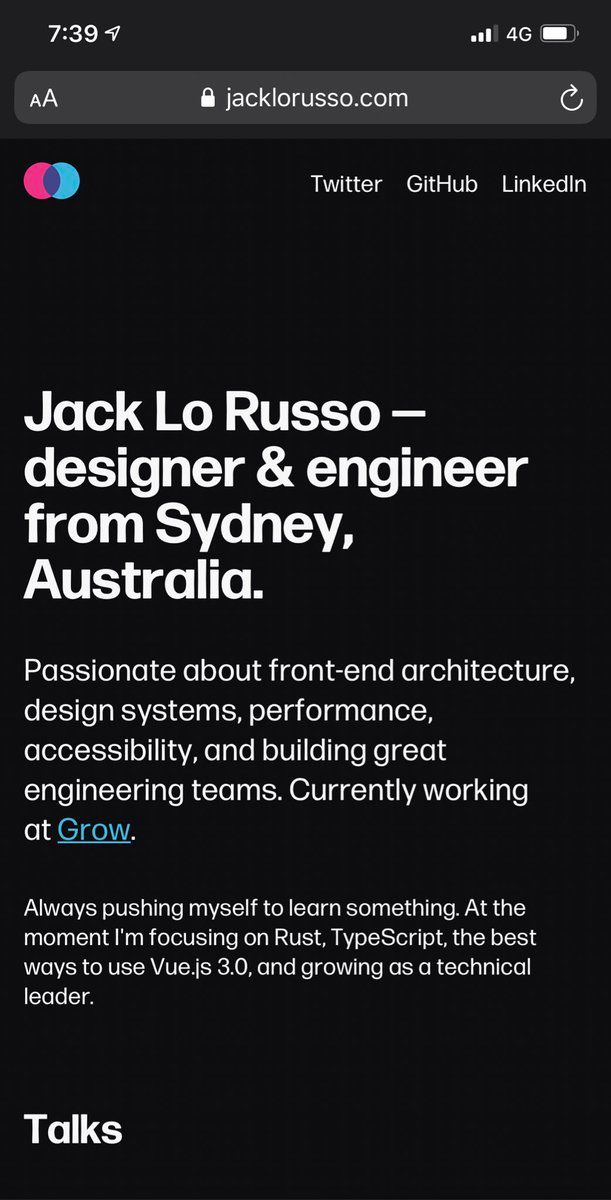 7:39
4G
AA
jacklorusso.com
Twitter GitHub LinkedIn
Jack Lo Russo —
designer & engineer
from Sydney,
Australia.
Passionate about front-end architecture,
design systems, performance,
accessibility, and building great
engineering teams. Currently working
at Grow.
Always pushing myself to learn something. At the
moment I'm focusing on Rust, TypeScript, the best
ways to use Vue.js 3.0, and growing as a technical
leader.
Talks